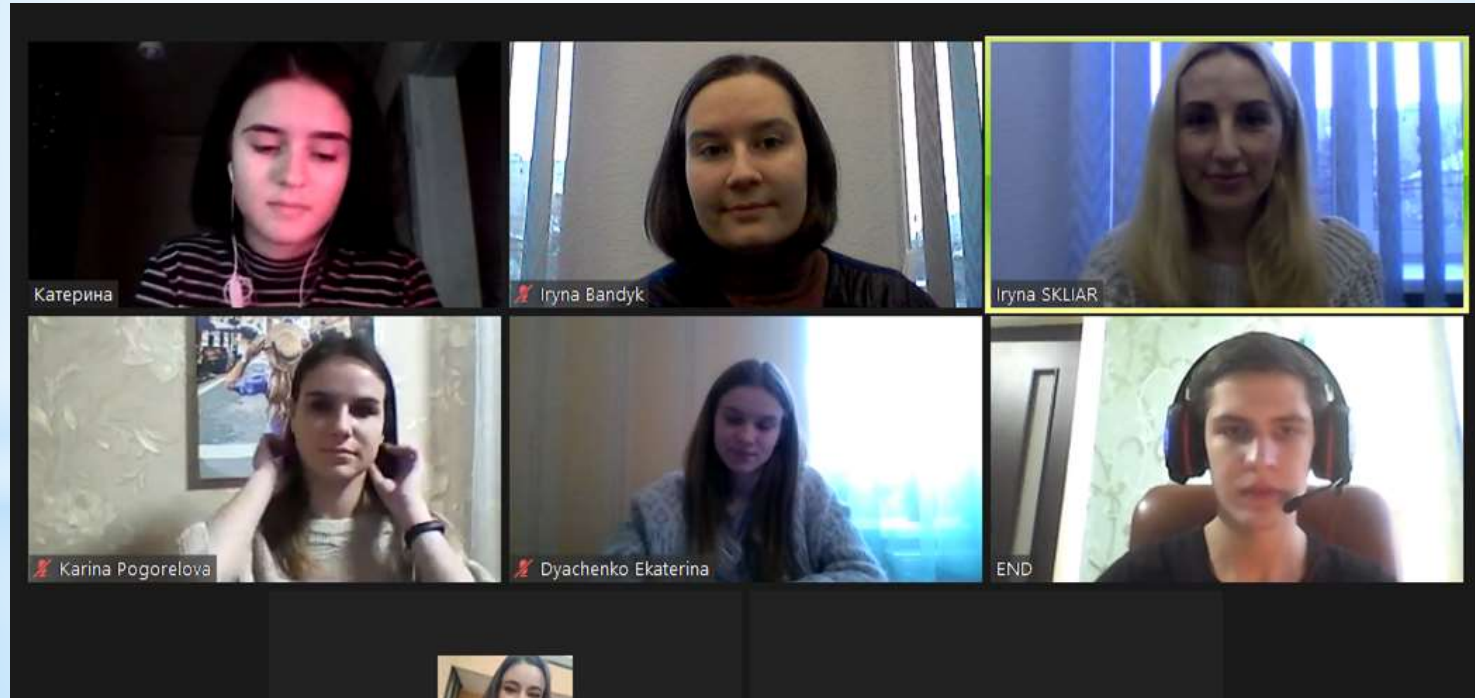 Катерина
Iryna Bandyk
Iryna SKLIAR
Karina Pogorelova
Dyachenko Ekaterina
END